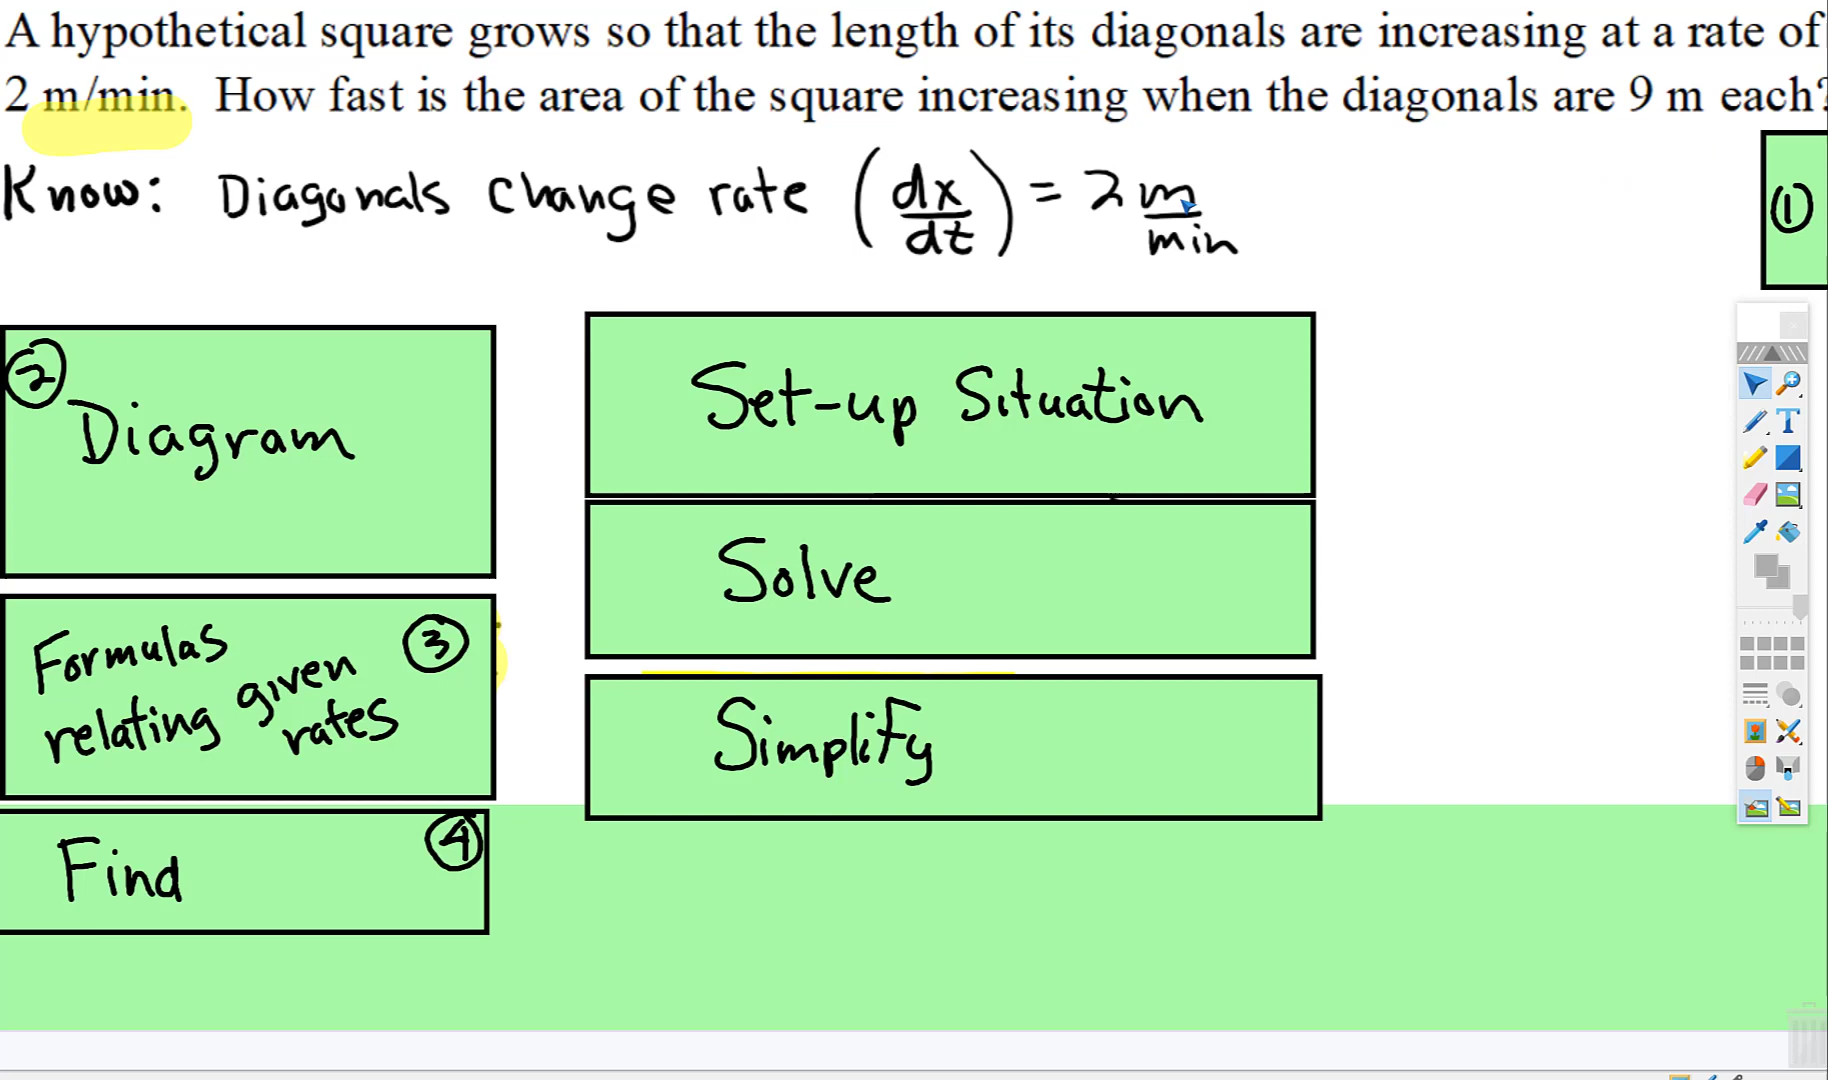 A hypothetical square grows so that the length of its diagonals are increasing at a rate of
2 m/min. How fast is the area of the square increasing when the diagonals are 9 m each?
Know: Diagonals change rate (dx/dt) = 2 m/min
①
②
Diagram
Formulas ③
relating given rates
Find ④
Set-up Situation
Solve
Simplify
T